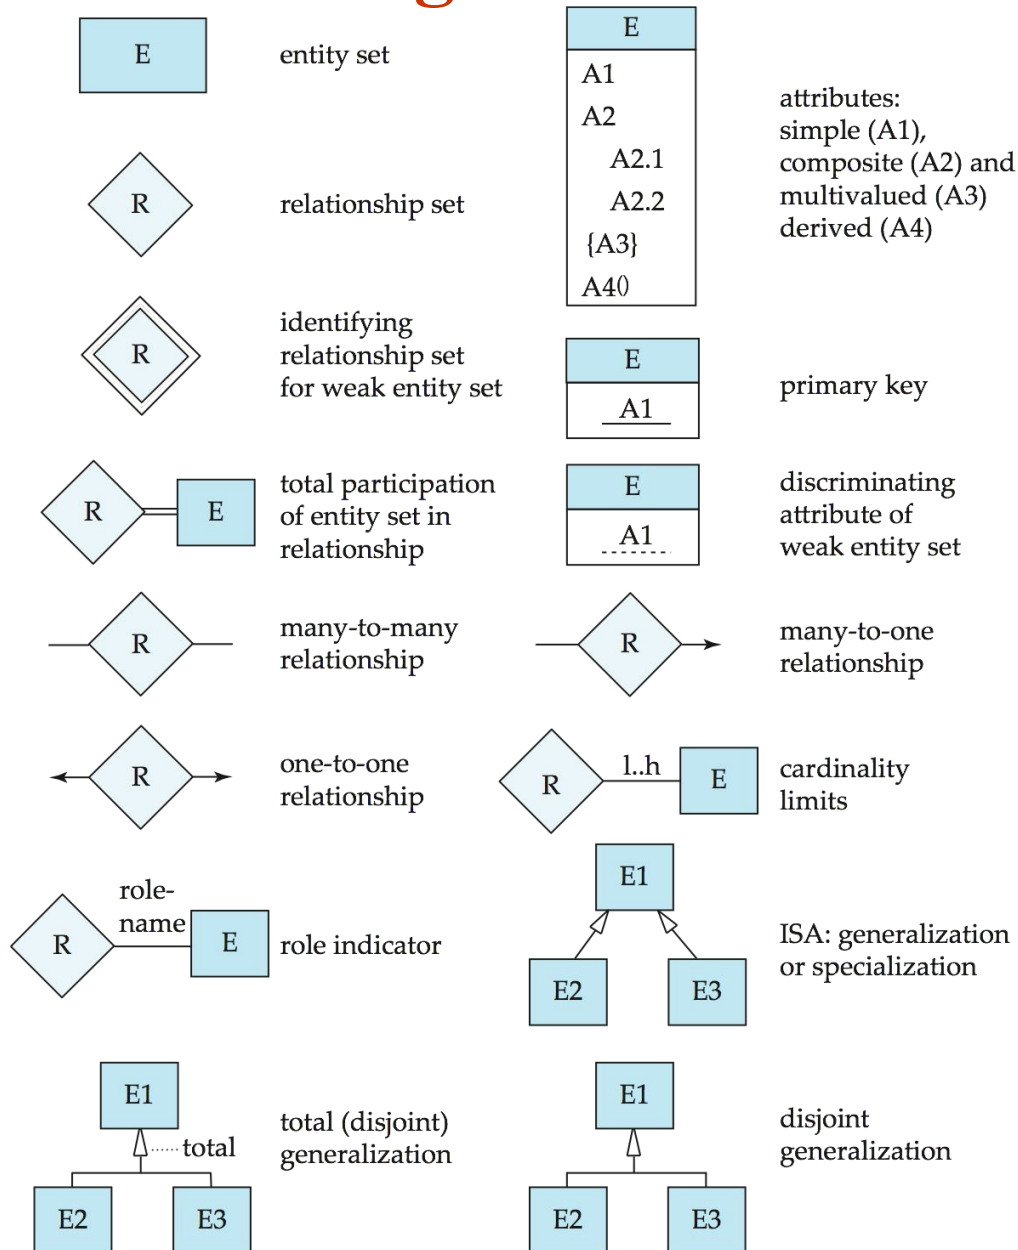 E
entity set
R
relationship set
R
identifying
relationship set
for weak entity set
R
E
total participation
of entity set in
relationship
R
many-to-many
relationship
R
one-to-one
relationship
role-
name
R
E
role indicator
E1
total
E2
E3
total (disjoint)
generalization
E
A1
A2
A2.1
A2.2
{A3}
A4()
attributes:
simple (A1),
composite (A2) and
multivalued (A3)
derived (A4)
E
A1
primary key
E
A1
discriminating
attribute of
weak entity set
R
many-to-one
relationship
R
l..h
E
cardinality
limits
E1
E2
E3
ISA: generalization
or specialization
E1
E2
E3
disjoint
generalization